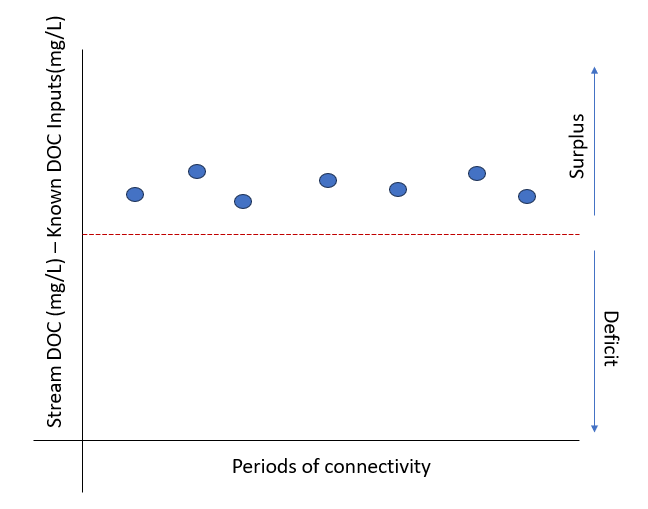 Stream DOC (mg/L) – Known DOC Inputs(mg/L)
Surplus
Deficit
Periods of connectivity